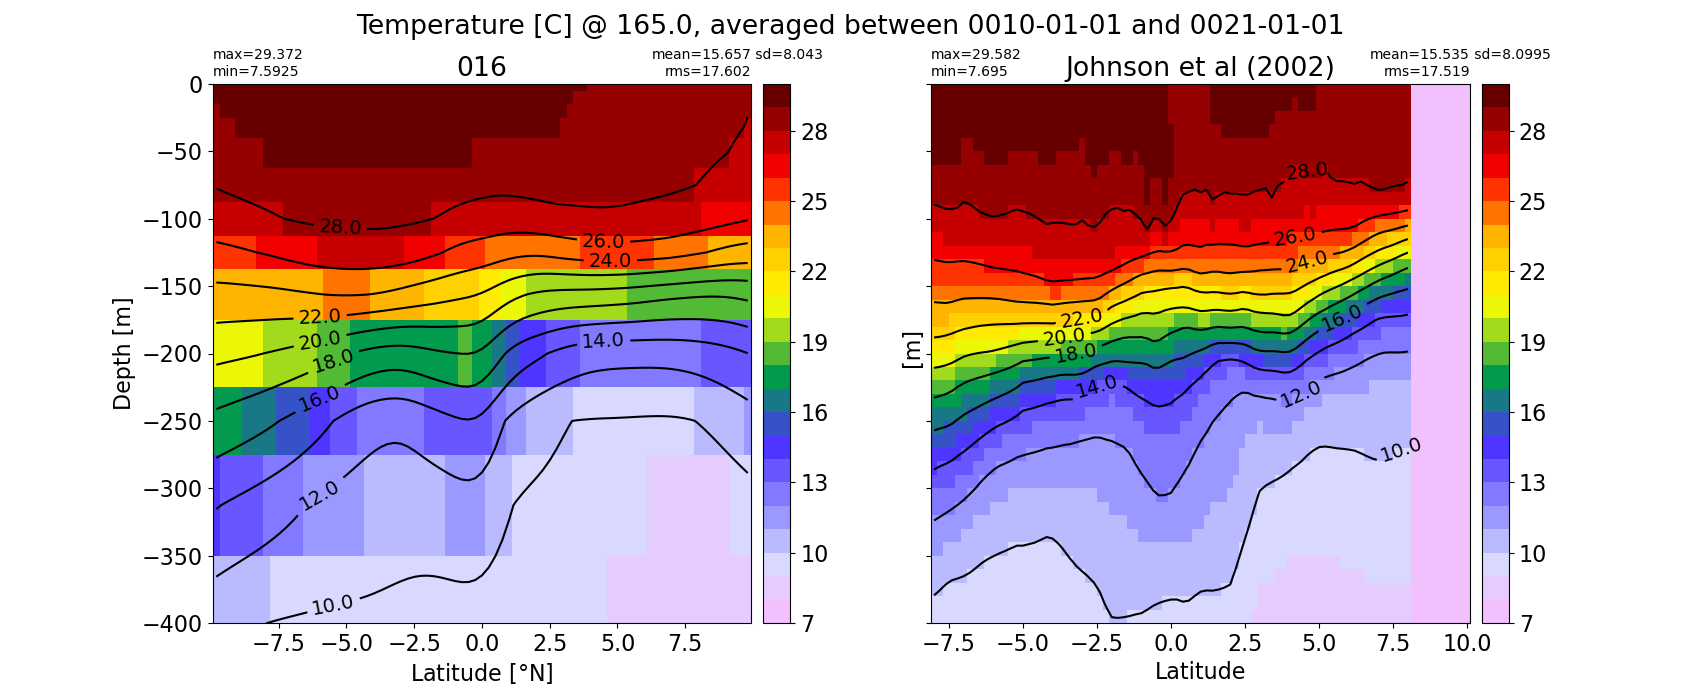 Temperature [C] @ 165.0, averaged between 0010-01-01 and 0021-01-01
max=29.372
min=7.5925
016
mean=15.657 sd=8.043
rms=17.602
max=29.582
min=7.695
Johnson et al (2002)
mean=15.535 sd=8.0995
rms=17.519
0
−50
−100
−150
−200
−250
−300
−350
−400
Depth [m]
28.0
26.0
24.0
22.0
20.0
18.0
16.0
14.0
12.0
10.0
−7.5 −5.0 −2.5 0.0 2.5 5.0 7.5
Latitude [°N]
28
25
22
19
16
13
10
7
[m]
28.0
26.0
24.0
22.0
20.0
18.0
16.0
14.0
12.0
10.0
−7.5 −5.0 −2.5 0.0 2.5 5.0 7.5 10.0
Latitude
28
25
22
19
16
13
10
7